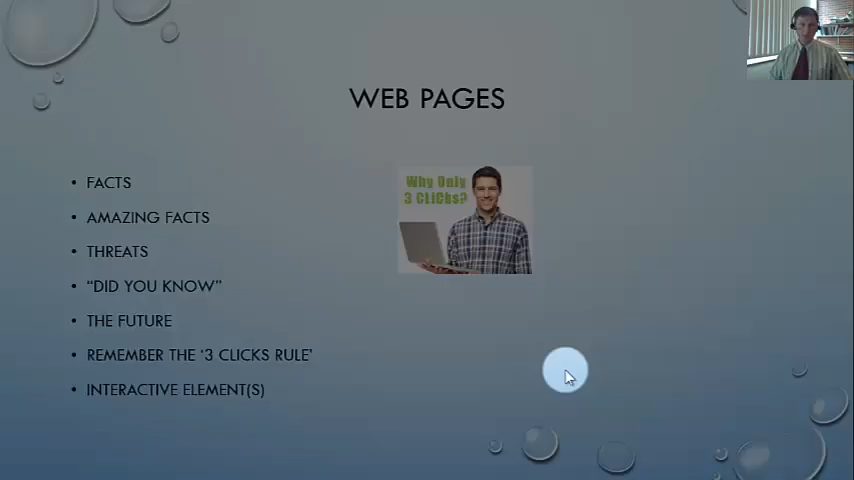 WEB PAGES
• FACTS
• AMAZING FACTS
• THREATS
• “DID YOU KNOW”
• THE FUTURE
• REMEMBER THE ‘3 CLICKS RULE’
• INTERACTIVE ELEMENT(S)
Why Only
3 Clicks?